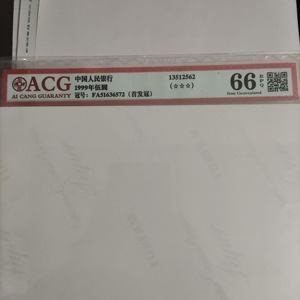 ACG
AI CANG GUARANTY
中国人民银行
1999年伍圆
冠号: FA51636572 (首发冠)
13512562
(☆☆☆)
66 EPQ
Gem Uncirculated